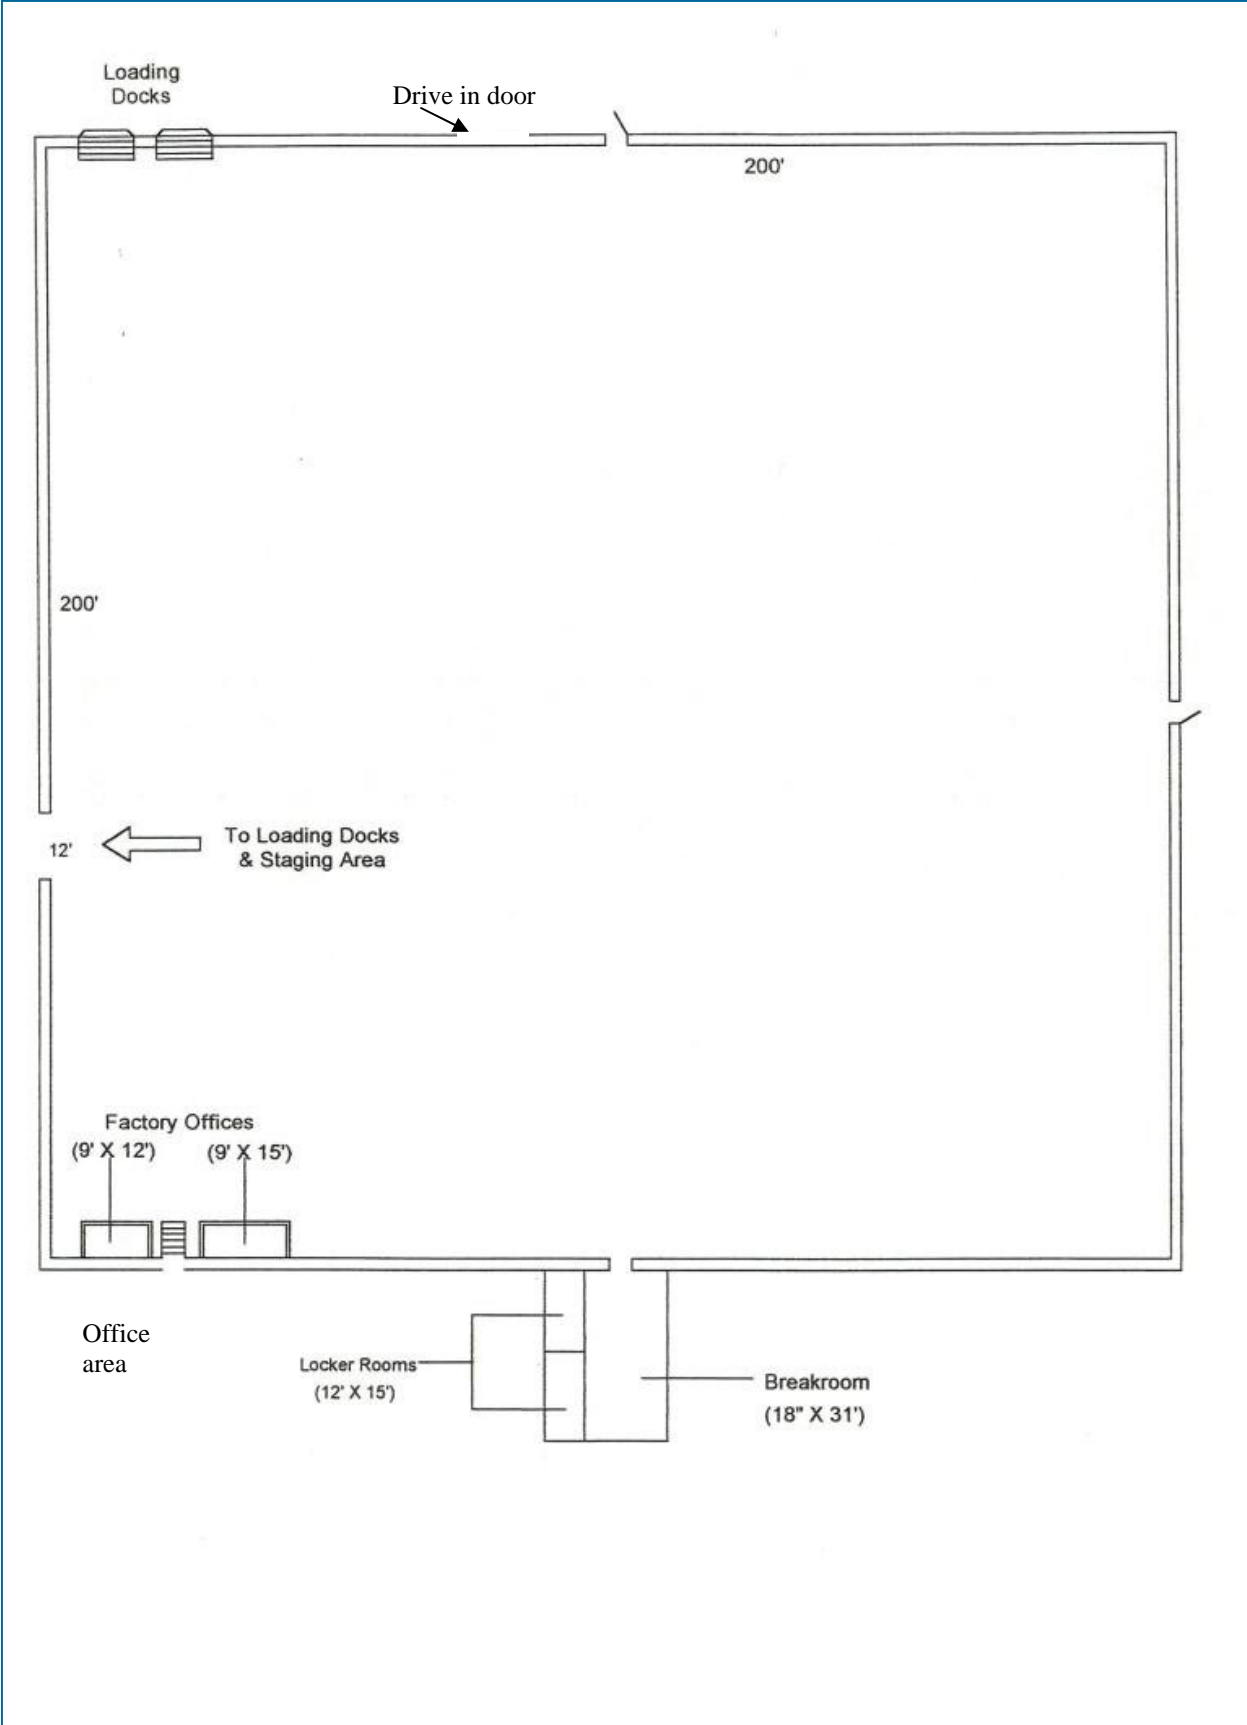 Loading
Docks
Drive in door
200'
200'
12'
To Loading Docks
& Staging Area
Factory Offices
(9' X 12')
(9' X 15')
Office
area
Locker Rooms
(12' X 15')
Breakroom
(18" X 31')